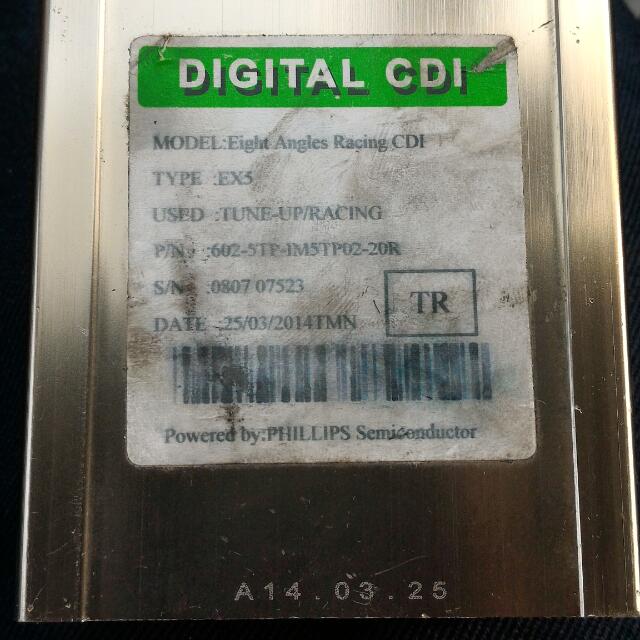 DIGITAL CDI
MODEL:Eight Angles Racing CDI
TYPE :EX5
USED :TUNE-UP/RACING
P/N :602-5TP-IM5TP02-20R
S/N :0807 07523
TR
DATE :25/03/2014TMN
Powered by:PHILLIPS Semiconductor
A14.03.25